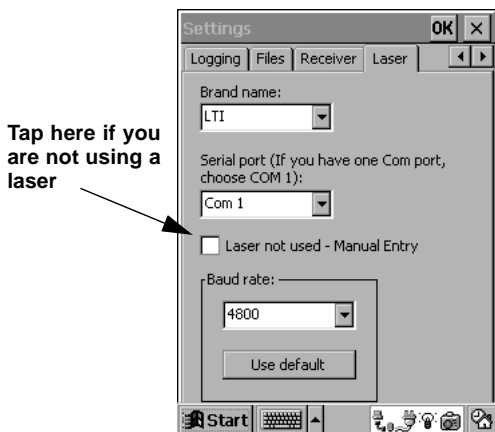 Settings OK ×
Logging Files Receiver Laser
Brand name:
LTI
Tap here if you
are not using a
laser
Serial port (If you have one Com port,
choose COM 1):
Com 1
Laser not used - Manual Entry
Baud rate:
4800
Use default
Start